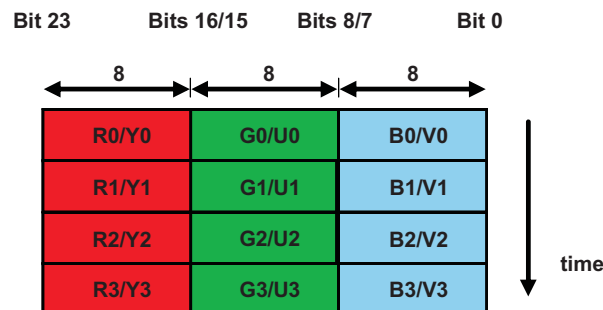 Bit 23 Bits 16/15 Bits 8/7 Bit 0
8 8 8
R0/Y0 G0/U0 B0/V0
R1/Y1 G1/U1 B1/V1
R2/Y2 G2/U2 B2/V2
time
R3/Y3 G3/U3 B3/V3